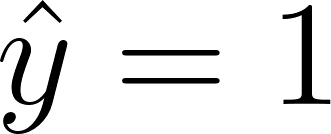 ŷ = 1